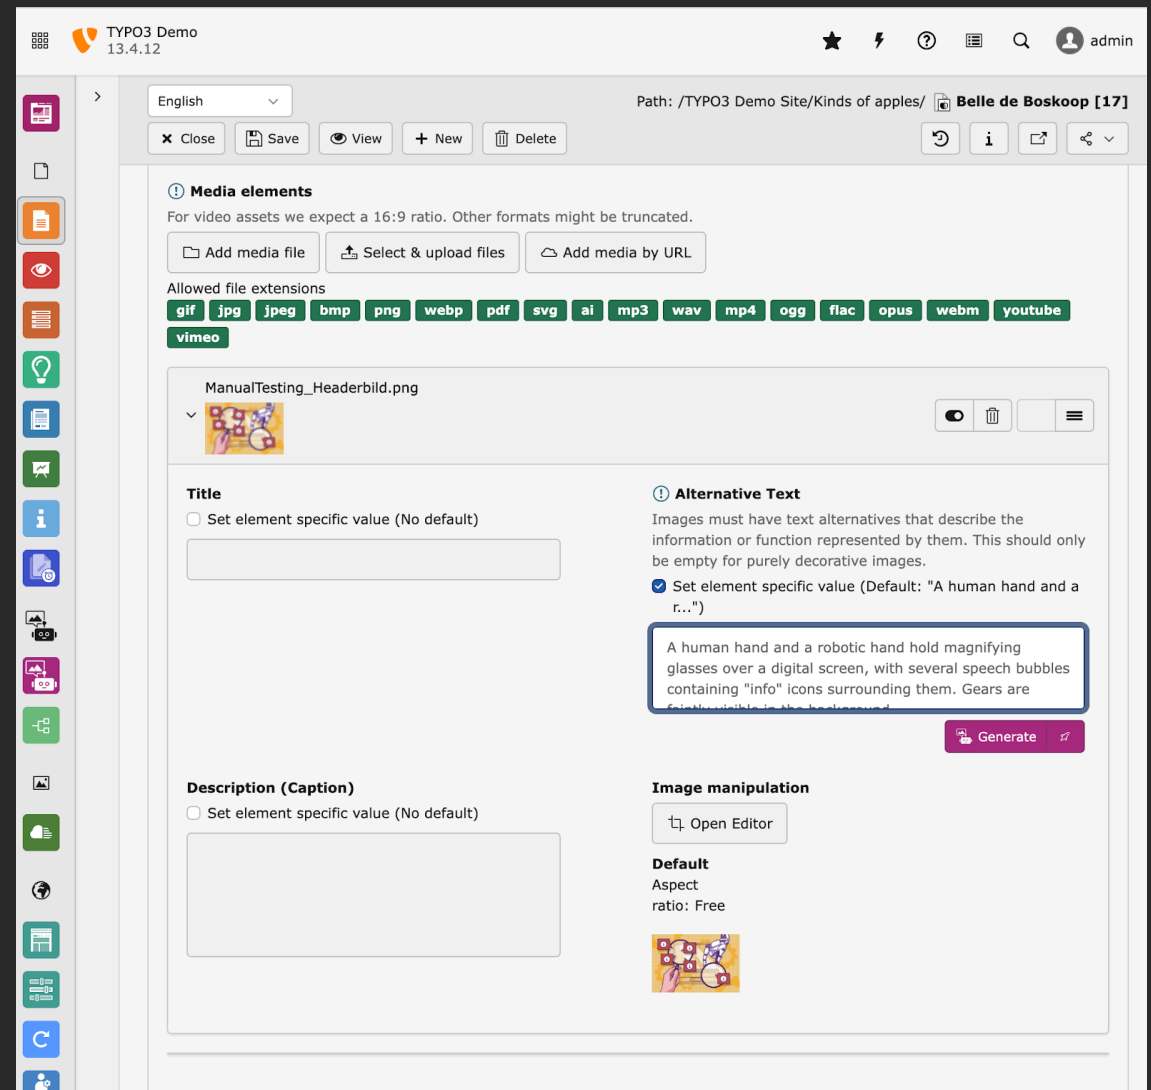 TYPO3 Demo
13.4.12
admin
English
Path: /TYPO3 Demo Site/Kinds of apples/ Belle de Boskoop [17]
Close Save View New Delete
Media elements
For video assets we expect a 16:9 ratio. Other formats might be truncated.
Add media file Select & upload files Add media by URL
Allowed file extensions
gif jpg jpeg bmp png webp pdf svg ai mp3 wav mp4 ogg flac opus webm youtube
vimeo
ManualTesting_Headerbild.png
Title
Set element specific value (No default)
Alternative Text
Images must have text alternatives that describe the
information or function represented by them. This should only
be empty for purely decorative images.
Set element specific value (Default: "A human hand and a
r...")
A human hand and a robotic hand hold magnifying
glasses over a digital screen, with several speech bubbles
containing "info" icons surrounding them. Gears are
faintly visible in the background.
Generate
Description (Caption)
Set element specific value (No default)
Image manipulation
Open Editor
Default
Aspect
ratio: Free